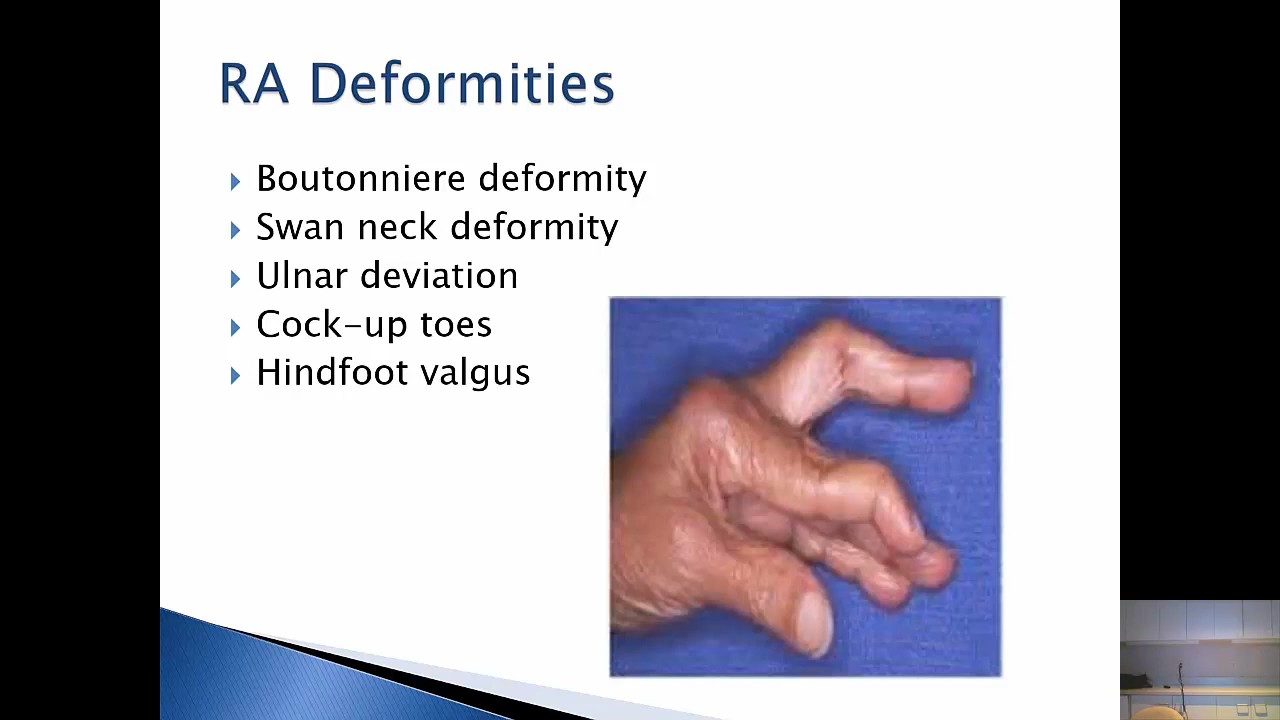 RA Deformities
Boutonniere deformity
Swan neck deformity
Ulnar deviation
Cock-up toes
Hindfoot valgus